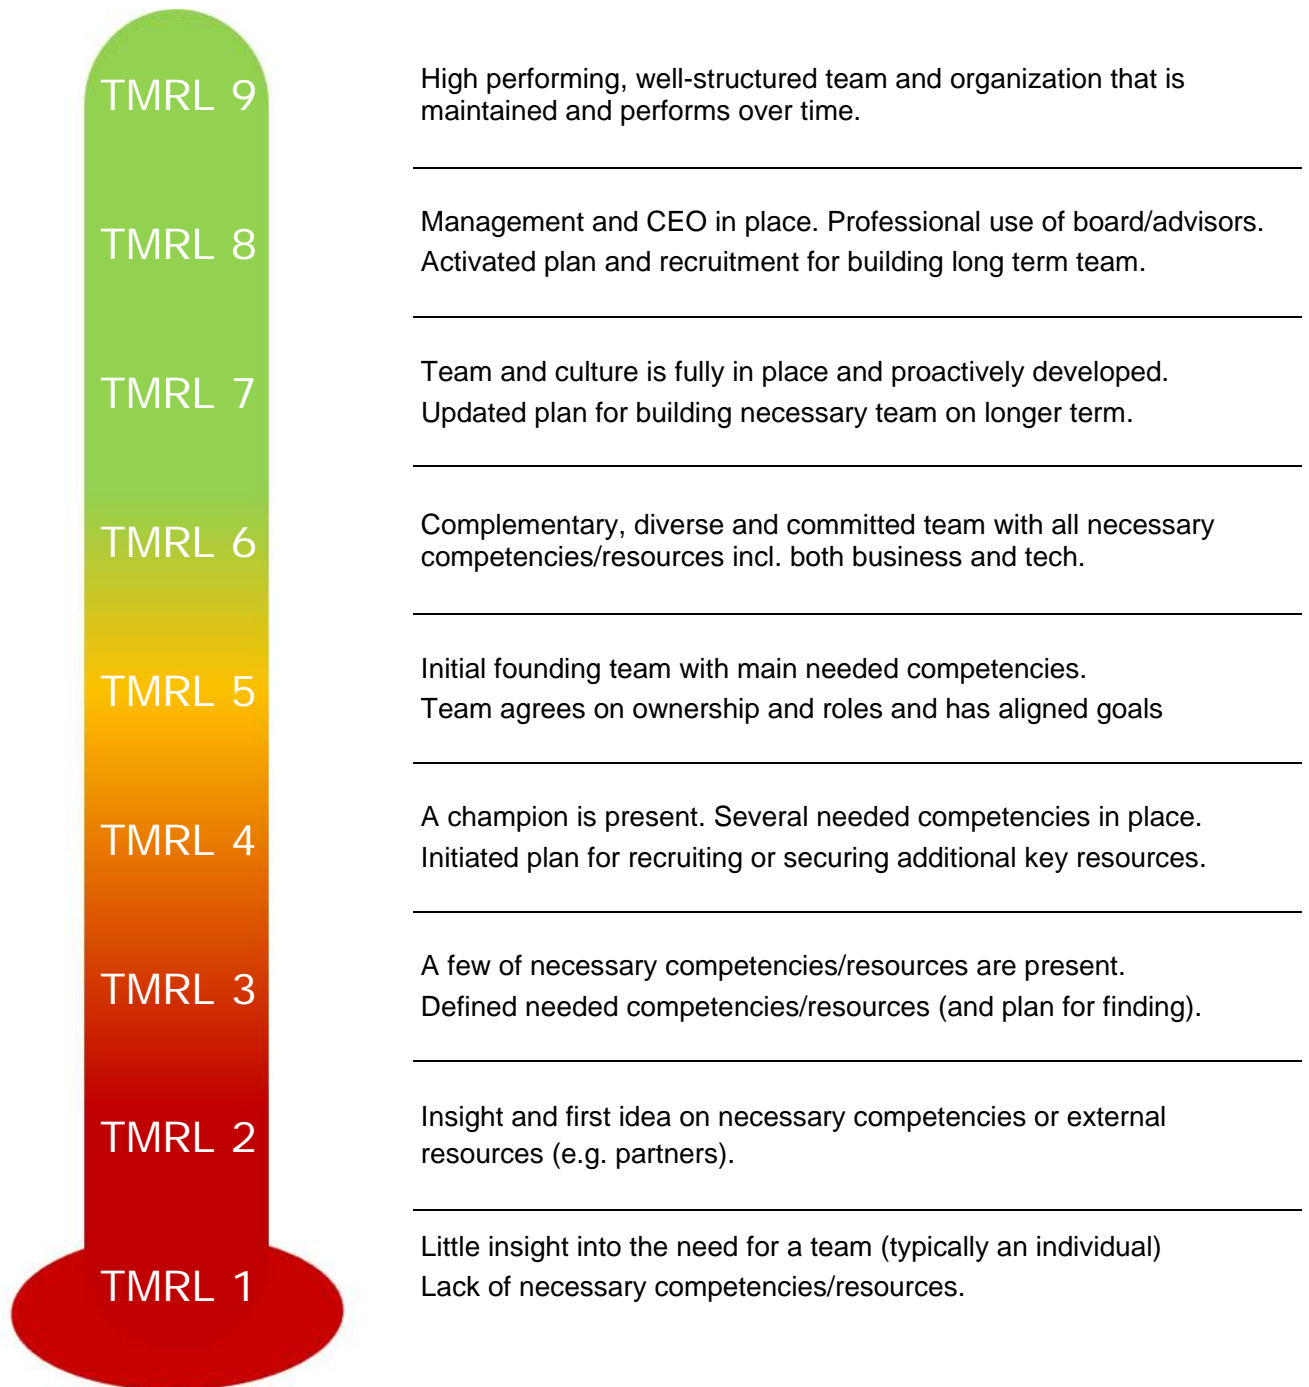 TMRL 9
High performing, well-structured team and organization that is
maintained and performs over time.
TMRL 8
Management and CEO in place. Professional use of board/advisors.
Activated plan and recruitment for building long term team.
TMRL 7
Team and culture is fully in place and proactively developed.
Updated plan for building necessary team on longer term.
TMRL 6
Complementary, diverse and committed team with all necessary
competencies/resources incl. both business and tech.
TMRL 5
Initial founding team with main needed competencies.
Team agrees on ownership and roles and has aligned goals
TMRL 4
A champion is present. Several needed competencies in place.
Initiated plan for recruiting or securing additional key resources.
TMRL 3
A few of necessary competencies/resources are present.
Defined needed competencies/resources (and plan for finding).
TMRL 2
Insight and first idea on necessary competencies or external
resources (e.g. partners).
TMRL 1
Little insight into the need for a team (typically an individual)
Lack of necessary competencies/resources.